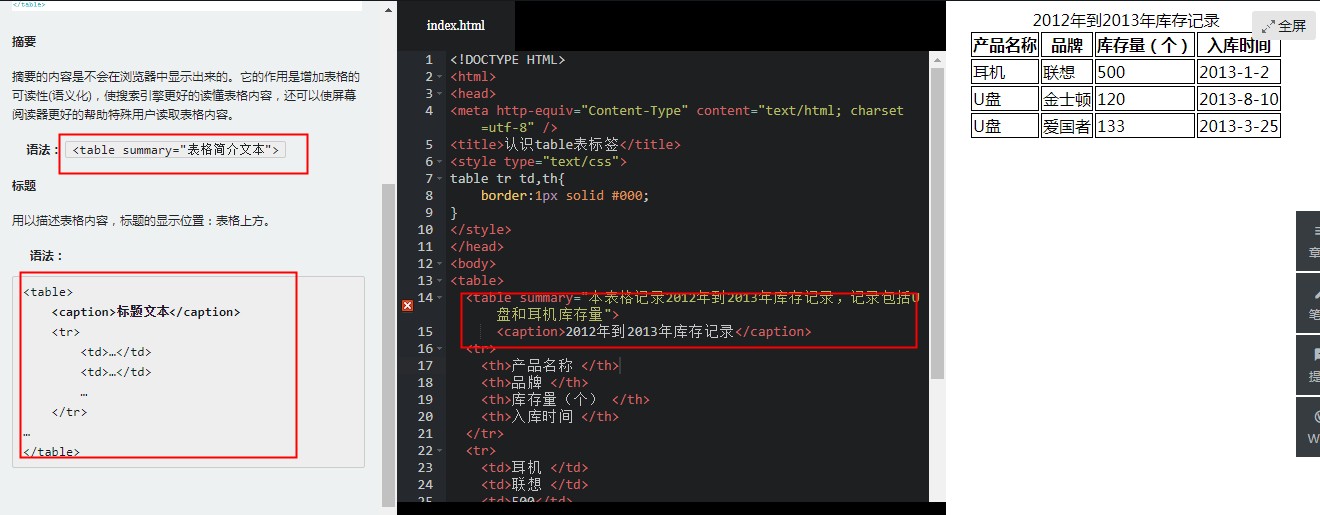 </table>
摘要
摘要的内容是不会在浏览器中显示出来的。它的作用是增加表格的
可读性(语义化)，使搜索引擎更好的读懂表格内容，还可以使屏幕
阅读器更好的帮助特殊用户读取表格内容。
语法： <table summary="表格简介文本">
标题
用以描述表格内容，标题的显示位置：表格上方。
语法：
<table>
<caption>标题文本</caption>
<tr>
<td>…</td>
<td>…</td>
…
</tr>
…
</table>
index.html
1 <!DOCTYPE HTML>
2 <html>
3 <head>
4 <meta http-equiv="Content-Type" content="text/html; charset
=utf-8" />
5 <title>认识table表标签</title>
6 <style type="text/css">
7 table tr td,th{
8 border:1px solid #000;
9 }
10 </style>
11 </head>
12 <body>
13 <table>
14 <table summary="本表格记录2012年到2013年库存记录，记录包括U
盘和耳机库存量">
15 <caption>2012年到2013年库存记录</caption>
16 <tr>
17 <th>产品名称 </th>
18 <th>品牌 </th>
19 <th>库存量（个） </th>
20 <th>入库时间 </th>
21 </tr>
22 <tr>
23 <td>耳机 </td>
24 <td>联想 </td>
25 <td>500</td>
2012年到2013年库存记录
全屏
产品名称 品牌 库存量（个） 入库时间
耳机 联想 500 2013-1-2
U盘 金士顿 120 2013-8-10
U盘 爱国者 133 2013-3-25
章
笔
提
W